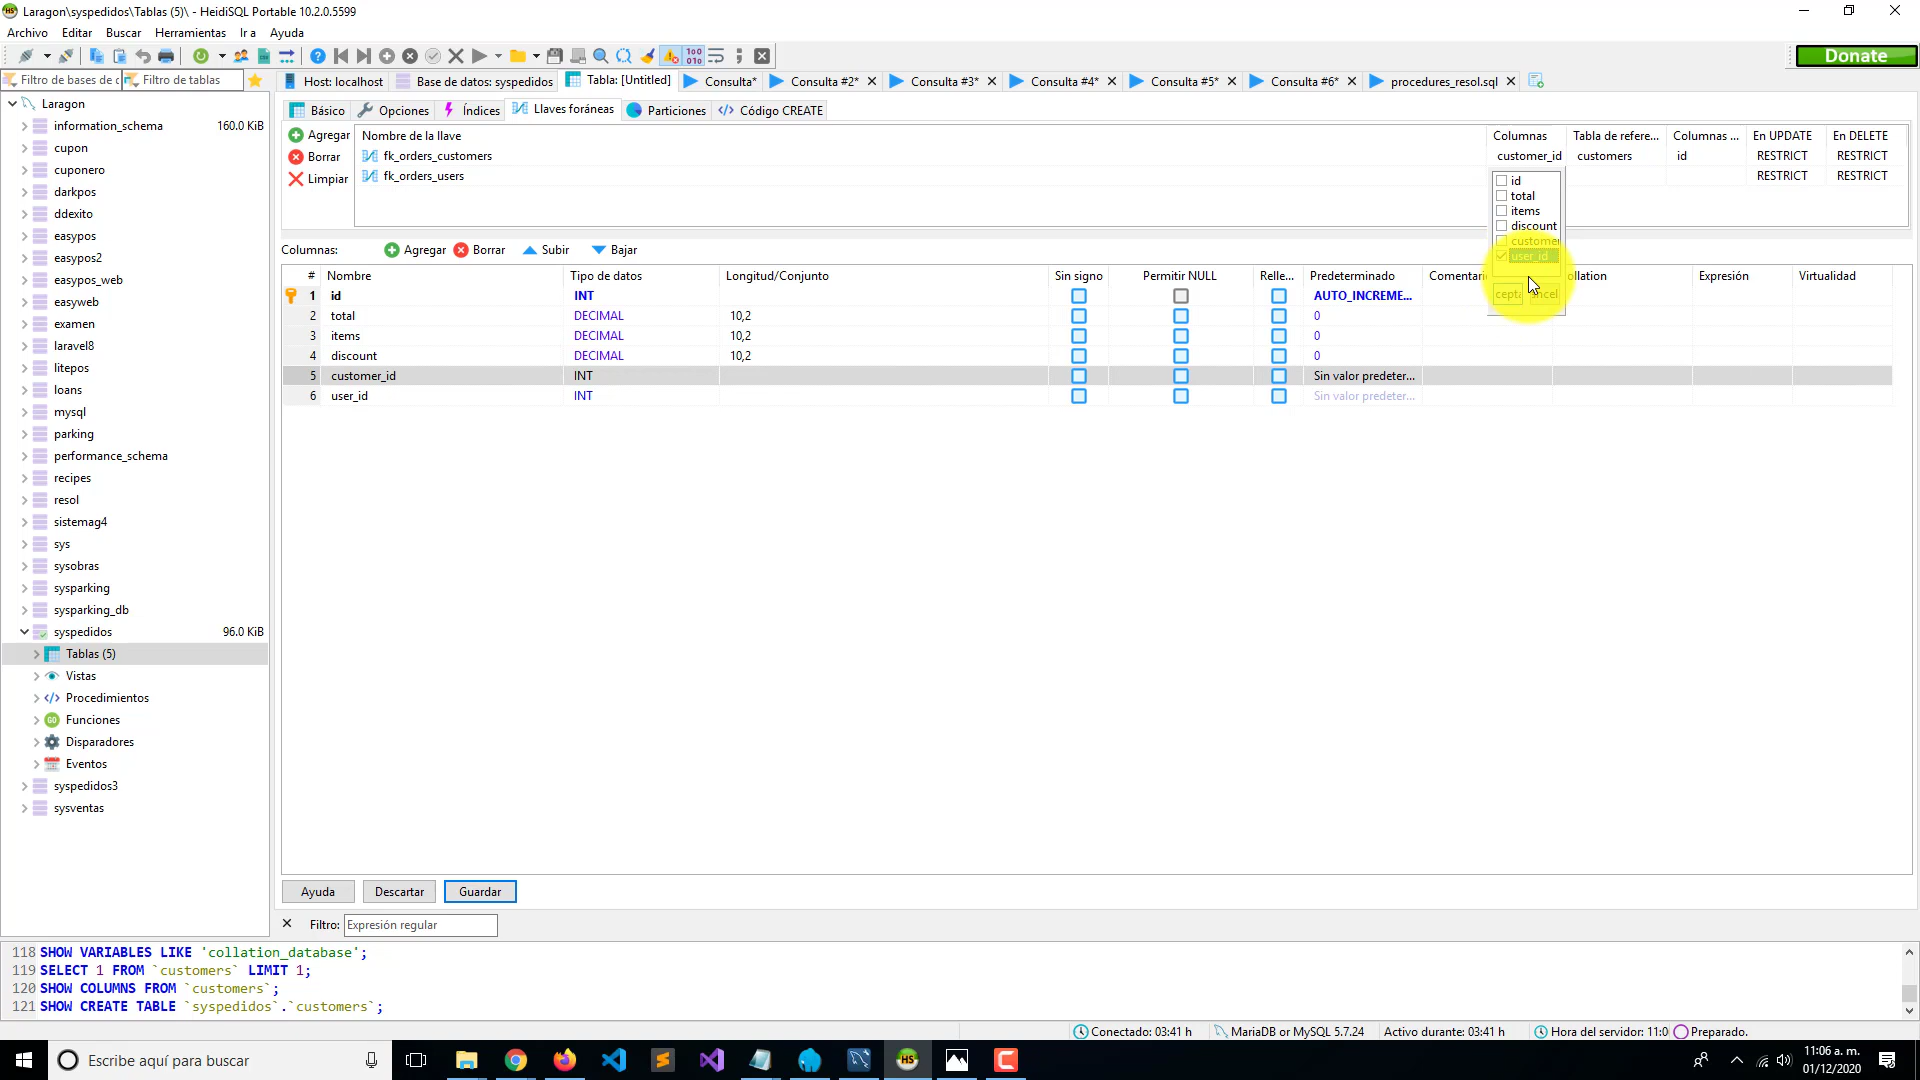 Laragon\syspedidos\Tablas (5)\ - HeidiSQL Portable 10.2.0.5599
Archivo Editar Buscar Herramientas Ir a Ayuda
Donate
Filtro de bases de Filtro de tablas
Host: localhost Base de datos: syspedidos Tabla: [Untitled] Consulta* Consulta #2* Consulta #3* Consulta #4* Consulta #5* Consulta #6* procedures_resol.sql
Laragon
information_schema 160.0 KiB
cupon
cuponero
darkpos
ddexito
easypos
easypos2
easypos_web
easyweb
examen
laravel8
litepos
loans
mysql
parking
performance_schema
recipes
resol
sistemag4
sys
sysobras
sysparking
sysparking_db
syspedidos 96.0 KiB
Tablas (5)
Vistas
Procedimientos
Funciones
Disparadores
Eventos
syspedidos3
sysventas
Básico Opciones Índices Llaves foráneas Particiones Código CREATE
Agregar
Borrar
Limpiar
Nombre de la llave Columnas Tabla de refere... Columnas ... En UPDATE En DELETE
fk_orders_customers customer_id customers id RESTRICT RESTRICT
fk_orders_users RESTRICT RESTRICT
id
total
items
discount
customer
user_id
Columnas: Agregar Borrar Subir Bajar
# Nombre Tipo de datos Longitud/Conjunto Sin signo Permitir NULL Relle... Predeterminado Comentari ollation Expresión Virtualidad
1 id INT AUTO_INCREME...
2 total DECIMAL 10,2 0
3 items DECIMAL 10,2 0
4 discount DECIMAL 10,2 0
5 customer_id INT Sin valor predeter...
6 user_id INT Sin valor predeter...
Ayuda Descartar Guardar
Filtro: Expresión regular
118 SHOW VARIABLES LIKE 'collation_database';
119 SELECT 1 FROM `customers` LIMIT 1;
120 SHOW COLUMNS FROM `customers`;
121 SHOW CREATE TABLE `syspedidos`.`customers`;
Conectado: 03:41 h MariaDB or MySQL 5.7.24 Activo durante: 03:41 h Hora del servidor: 11:0 Preparado.
Escribe aquí para buscar
11:06 a. m.
01/12/2020